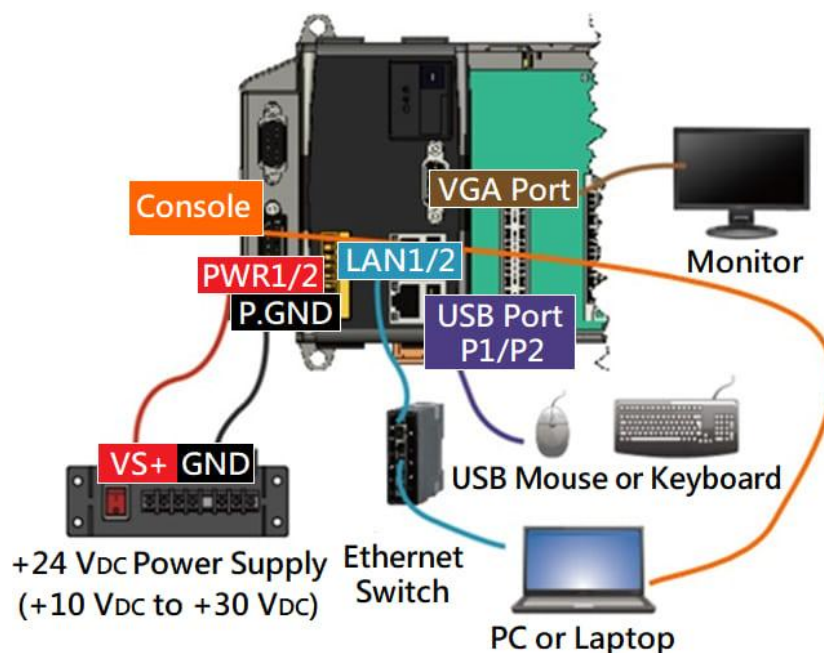 Console
VGA Port
PWR1/2
LAN1/2
P.GND
USB Port
P1/P2
Monitor
VS+ GND
USB Mouse or Keyboard
+24 VDC Power Supply
(+10 VDC to +30 VDC)
Ethernet
Switch
PC or Laptop